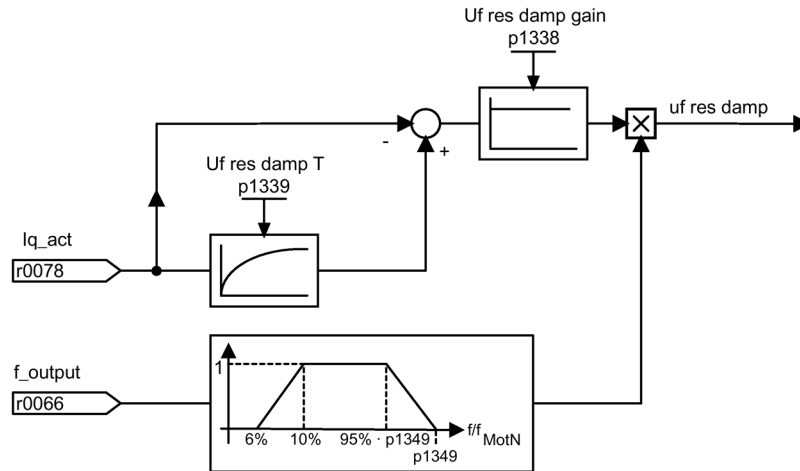 Uf res damp gain
p1338
uf res damp
-
+
Uf res damp T
p1339
Iq_act
r0078
f_output
r0066
1
6% 10% 95% · p1349
f/fMotN
p1349